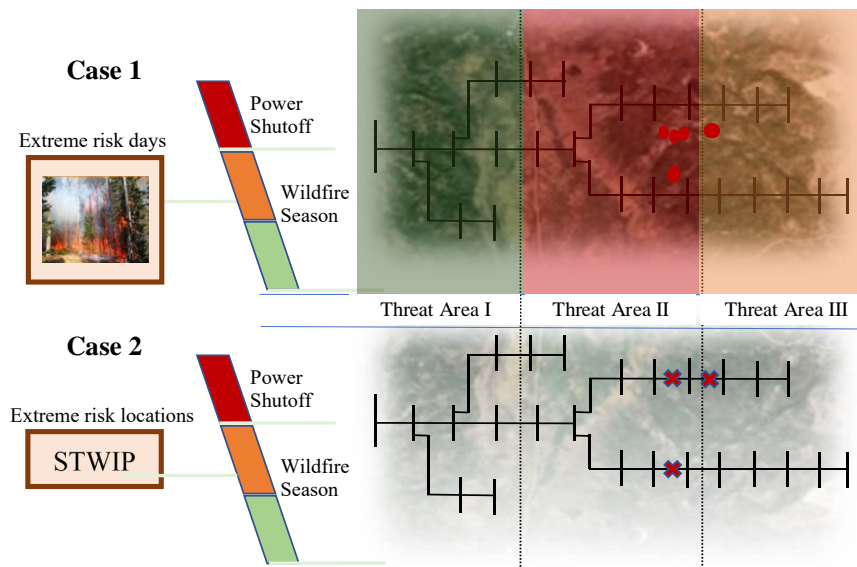 Case 1
Extreme risk days
Power
Shutoff
Wildfire
Season
Threat Area I
Threat Area II
Threat Area III
Case 2
Extreme risk locations
STWIP
Power
Shutoff
Wildfire
Season